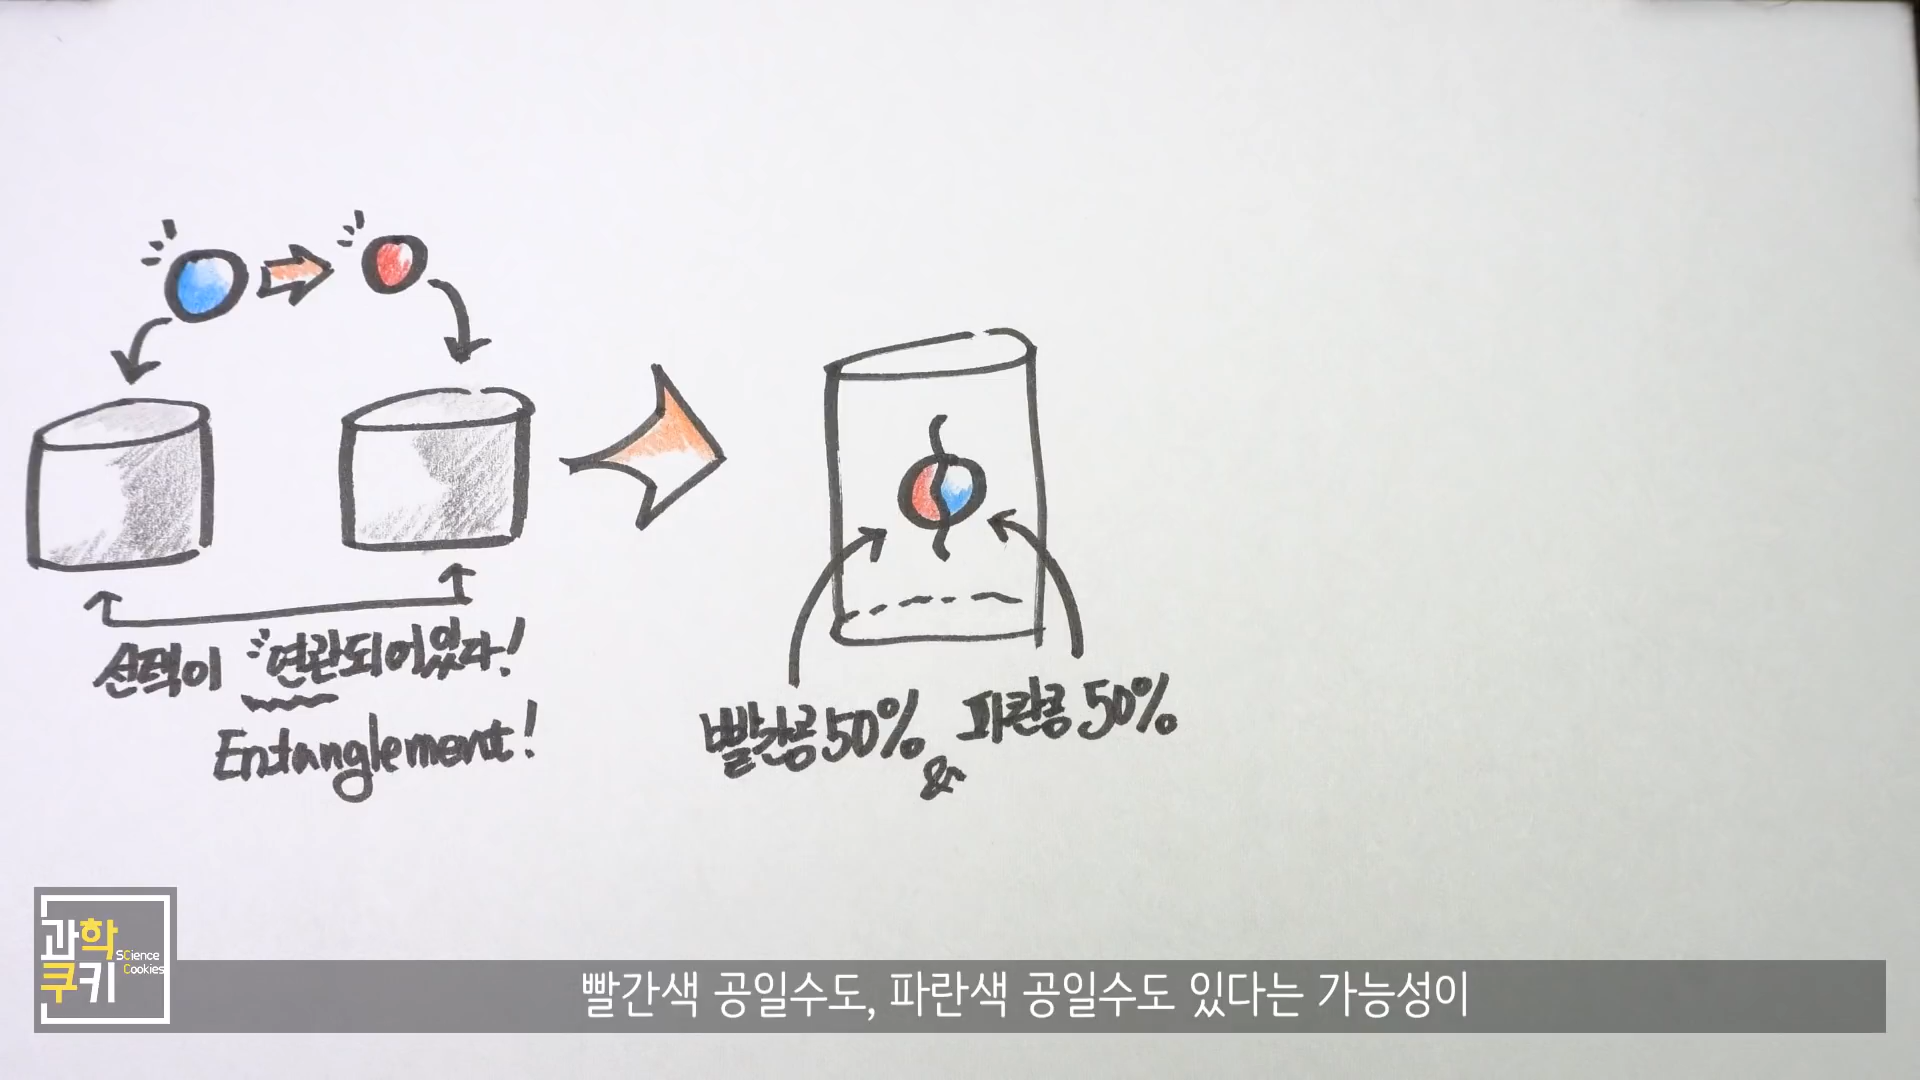 선택이 연관되어있다!
Entanglement!
빨간공 50% & 파란공 50%
과학
쿠키
Science
Cookies
빨간색 공일수도, 파란색 공일수도 있다는 가능성이